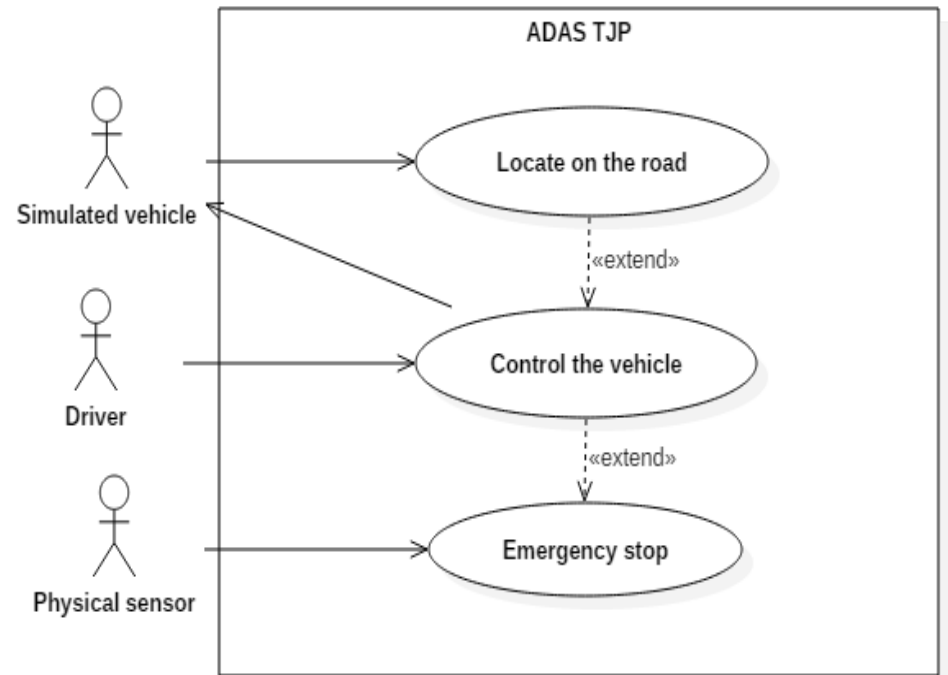 ADAS TJP
Locate on the road
Simulated vehicle
«extend»
Control the vehicle
Driver
«extend»
Emergency stop
Physical sensor